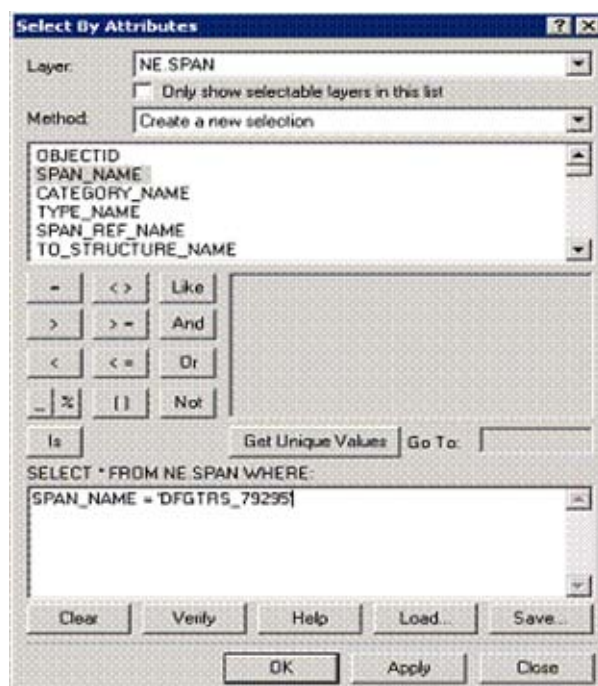 Select By Attributes
Layer: NE.SPAN
Only show selectable layers in this list
Method: Create a new selection
OBJECTID
SPAN_NAME
CATEGORY_NAME
TYPE_NAME
SPAN_REF_NAME
TO_STRUCTURE_NAME
= < > Like
> > = And
< < = Or
_ % ( ) Not
Is Get Unique Values Go To:
SELECT * FROM NE.SPAN WHERE:
SPAN_NAME = 'DFGTRS_79295'
Clear Verify Help Load... Save...
OK Apply Close